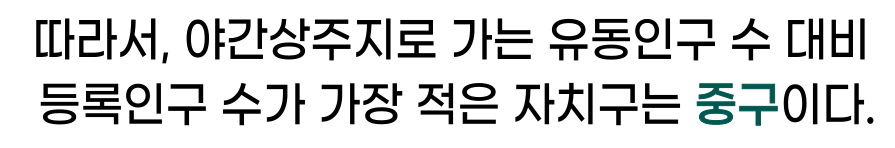 따라서, 야간상주지로 가는 유동인구 수 대비
등록인구 수가 가장 적은 자치구는 중구이다.